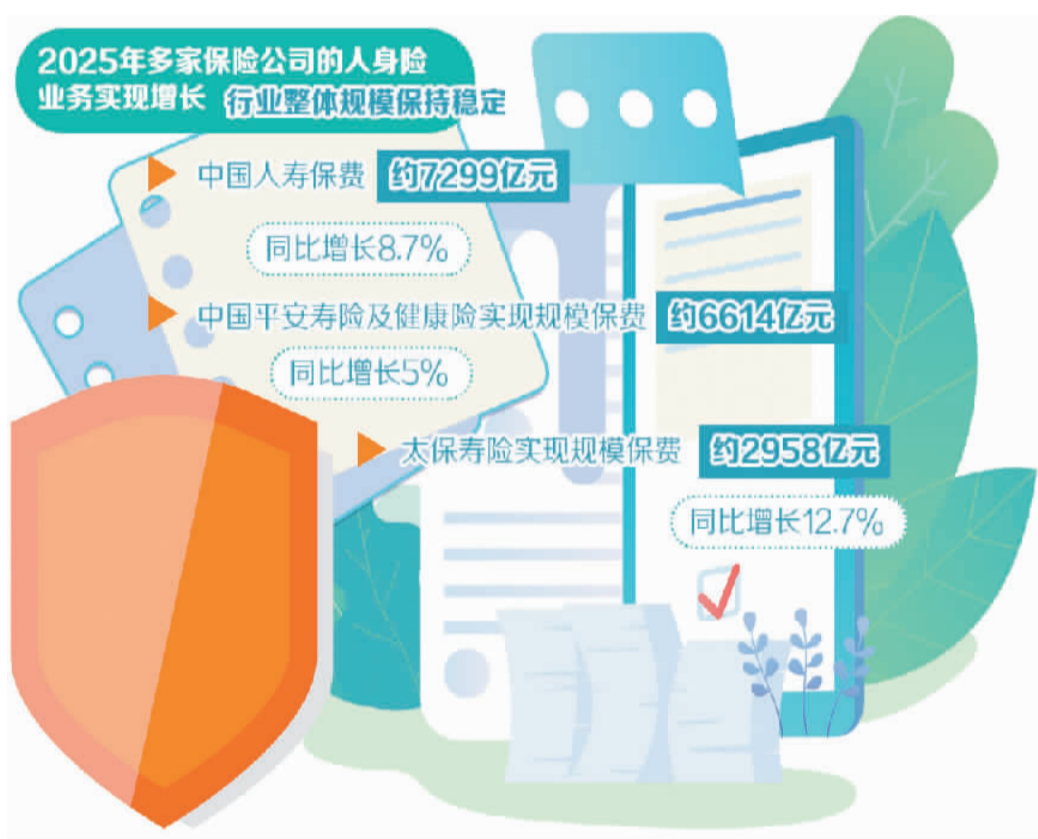 2025年多家保险公司的人身险
业务实现增长 行业整体规模保持稳定
中国人寿保费 约7299亿元
同比增长8.7%
中国平安寿险及健康险实现规模保费 约6614亿元
同比增长5%
太保寿险实现规模保费 约2958亿元
同比增长12.7%